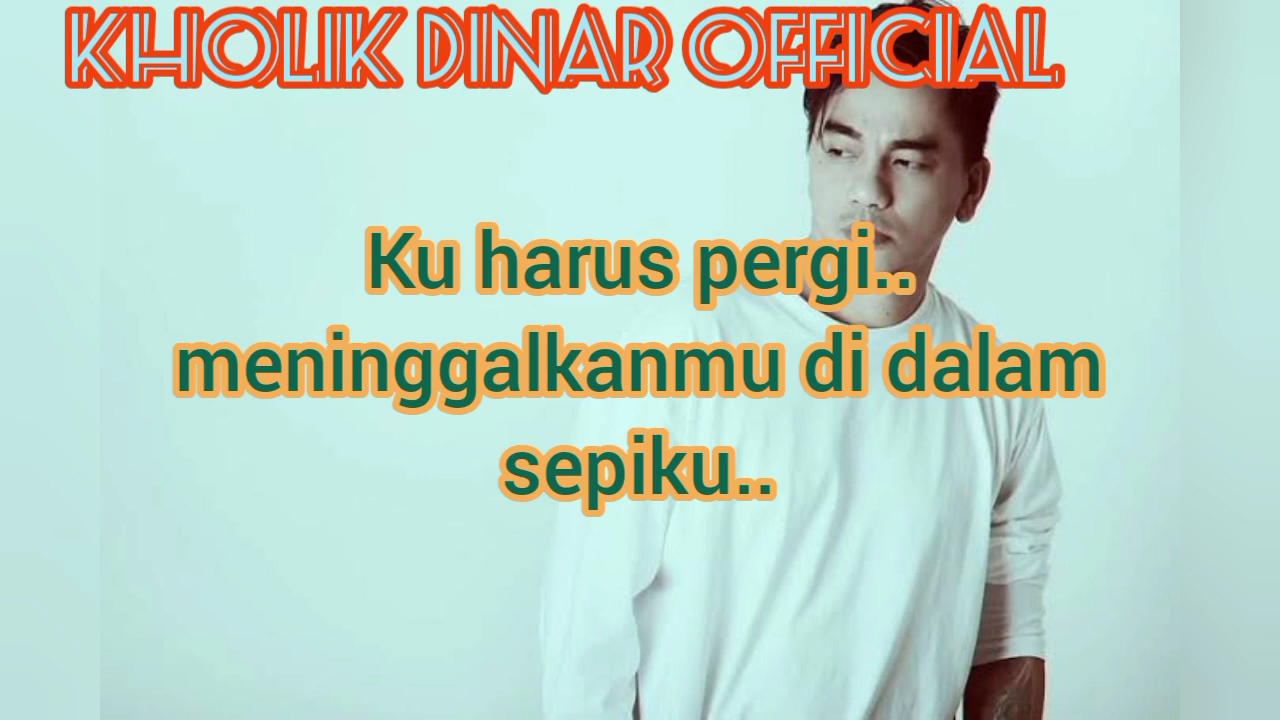 KHOLIK DINAR OFFICIAL
Ku harus pergi..
meninggalkanmu di dalam
sepiku..